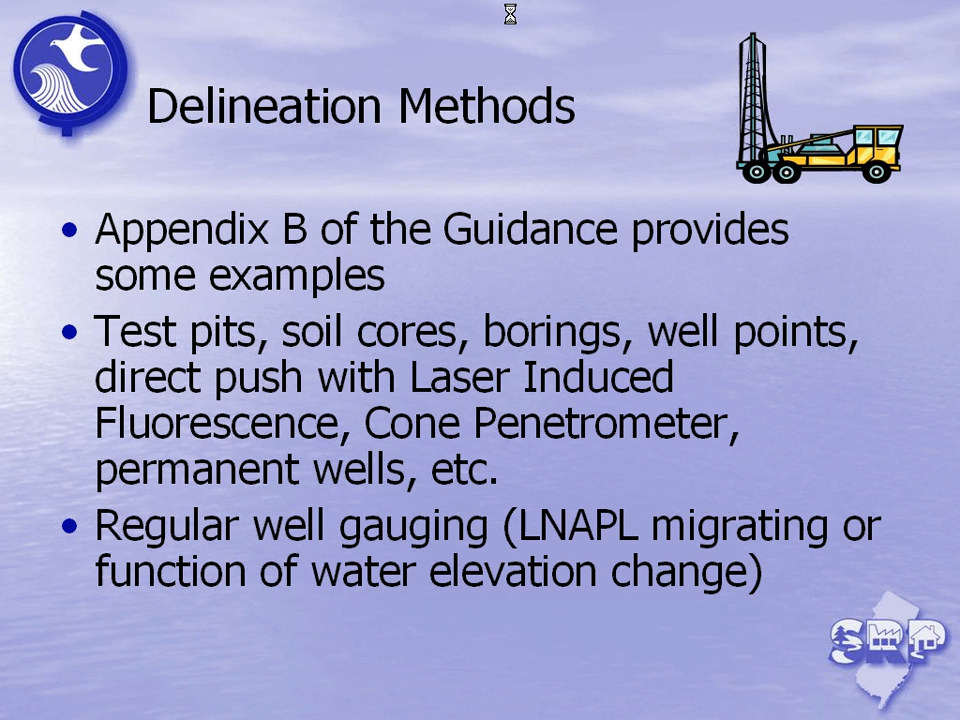 Delineation Methods
• Appendix B of the Guidance provides
some examples
• Test pits, soil cores, borings, well points,
direct push with Laser Induced
Fluorescence, Cone Penetrometer,
permanent wells, etc.
• Regular well gauging (LNAPL migrating or
function of water elevation change)
SRP